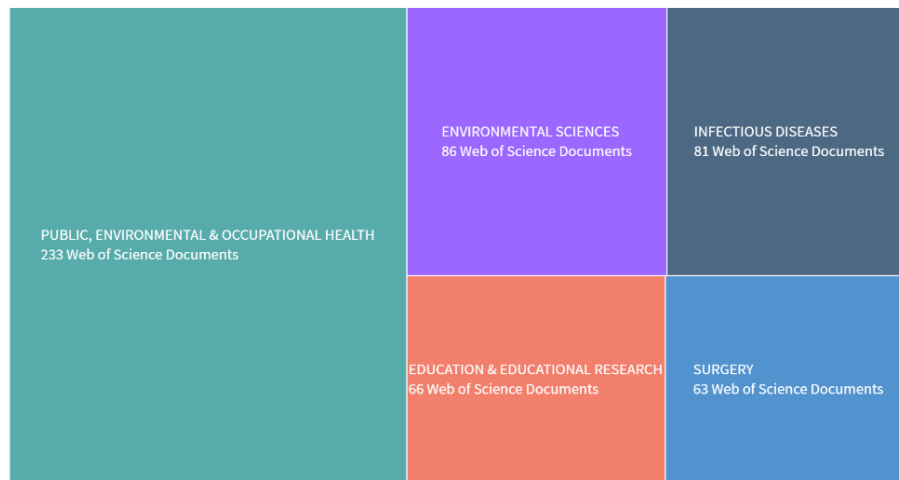 PUBLIC, ENVIRONMENTAL & OCCUPATIONAL HEALTH
233 Web of Science Documents
ENVIRONMENTAL SCIENCES
86 Web of Science Documents
INFECTIOUS DISEASES
81 Web of Science Documents
EDUCATION & EDUCATIONAL RESEARCH
66 Web of Science Documents
SURGERY
63 Web of Science Documents